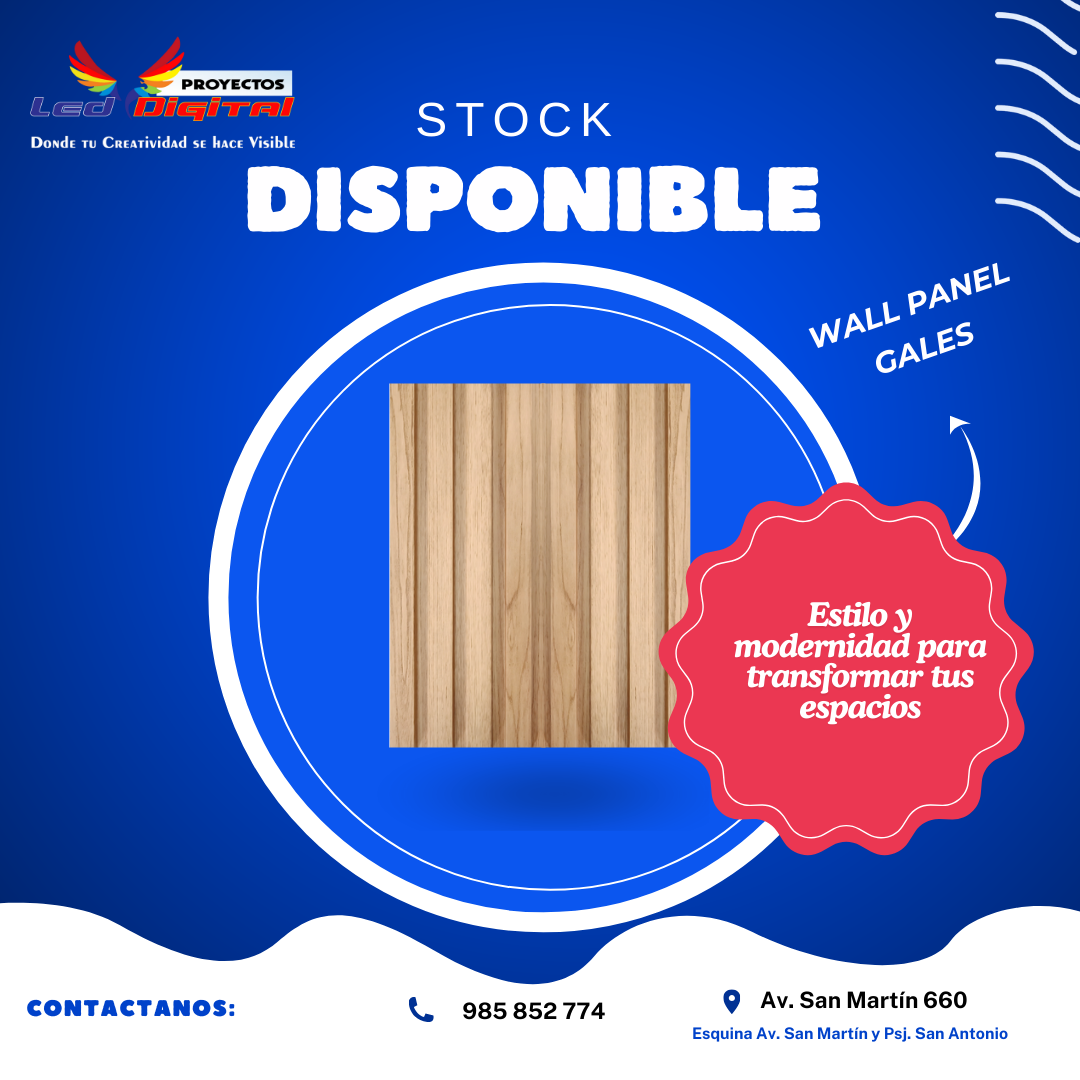 PROYECTOS
Led Digital
Donde tu Creatividad se hace Visible
STOCK
DISPONIBLE
WALL PANEL
GALES
Estilo y
modernidad para
transformar tus
espacios
CONTACTANOS:
985 852 774
Av. San Martín 660
Esquina Av. San Martín y Psj. San Antonio